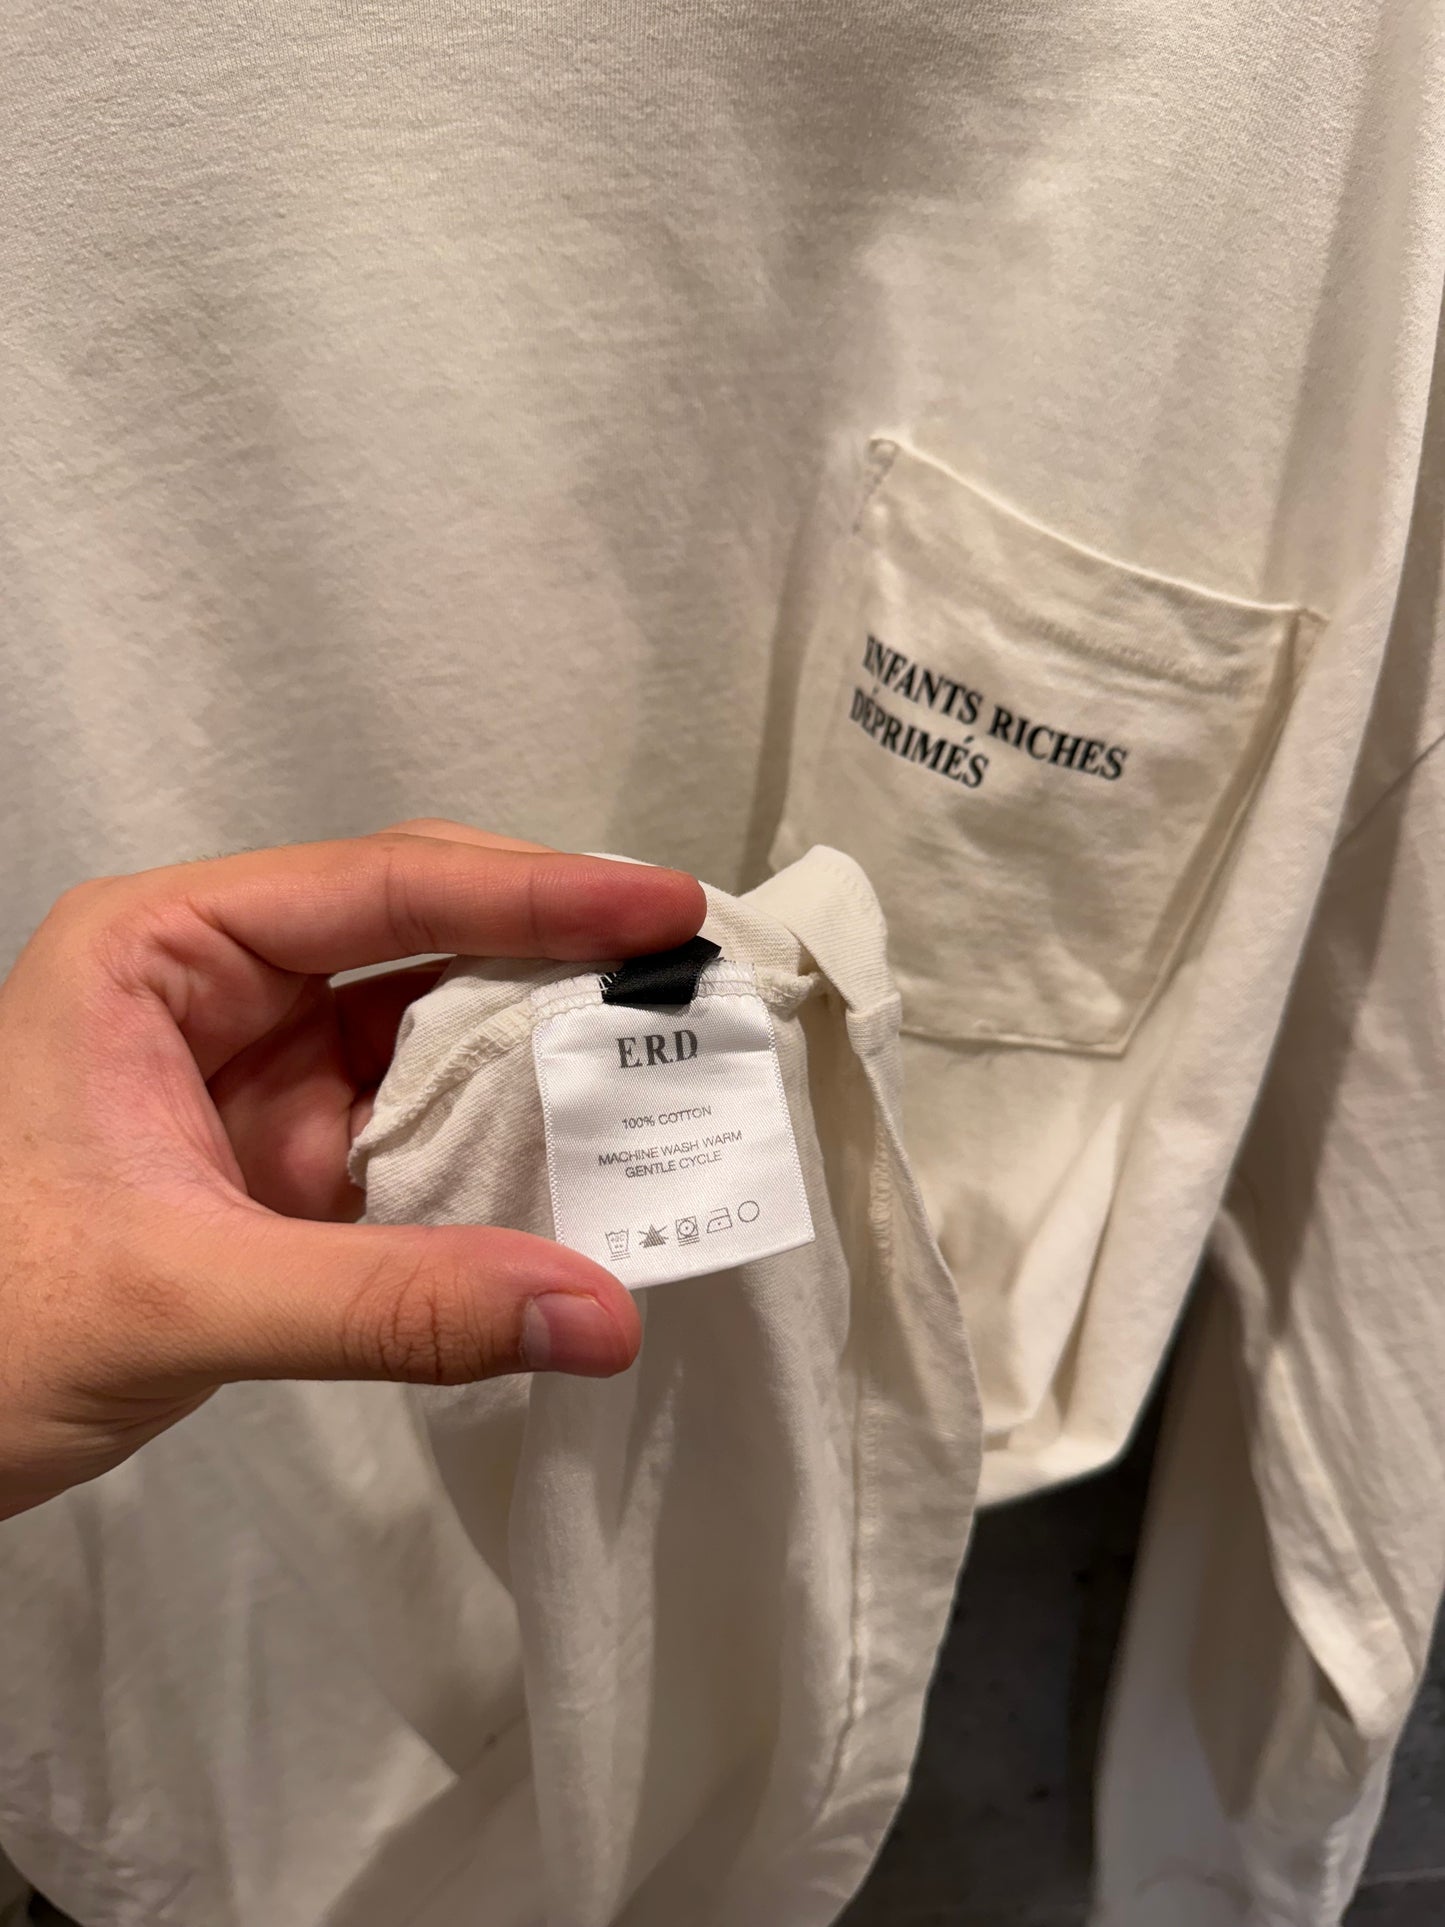 ENFANTS RICHES
DÉPRIMÉS
E.R.D.
100% COTTON
MACHINE WASH WARM
GENTLE CYCLE